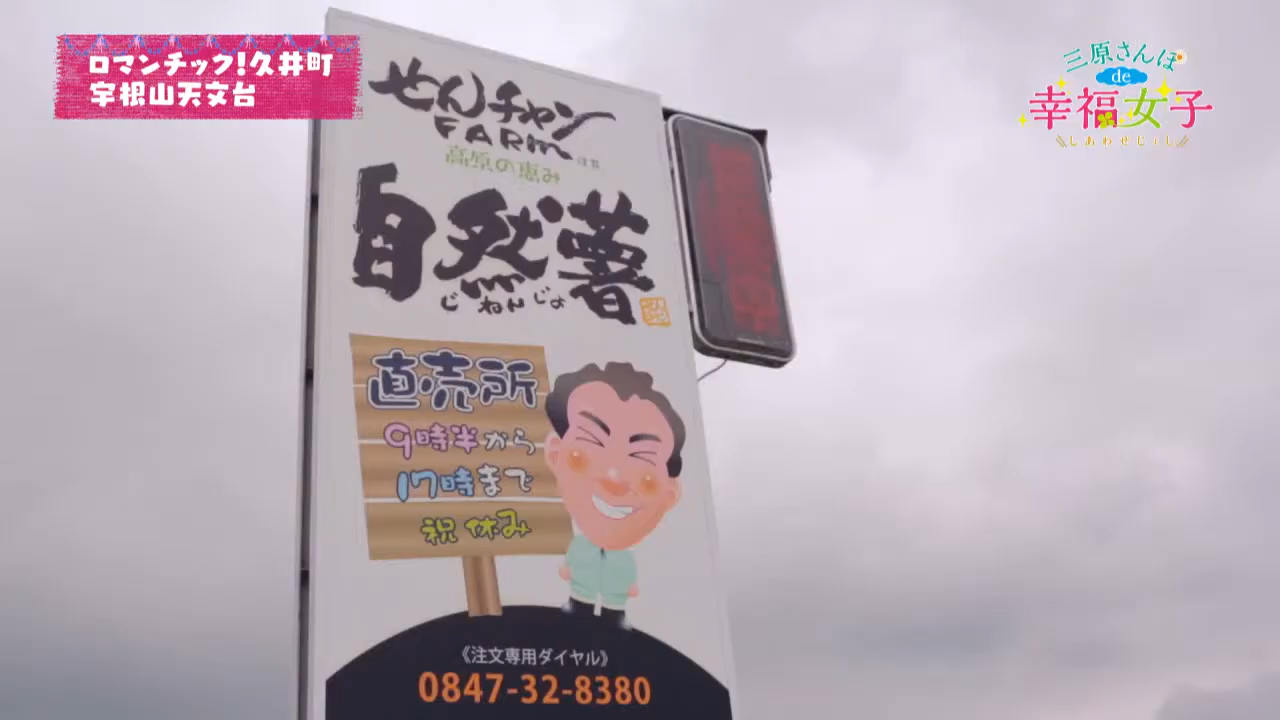 ロマンチック!久井町
宇根山天文台
三原さんぽ
de
幸福女子
しあわせじょし
せんチャン
FARM
高原の恵み
自然薯
じねんじょ
直売所
9時半から
17時まで
祝 休み
《注文専用ダイヤル》
0847-32-8380